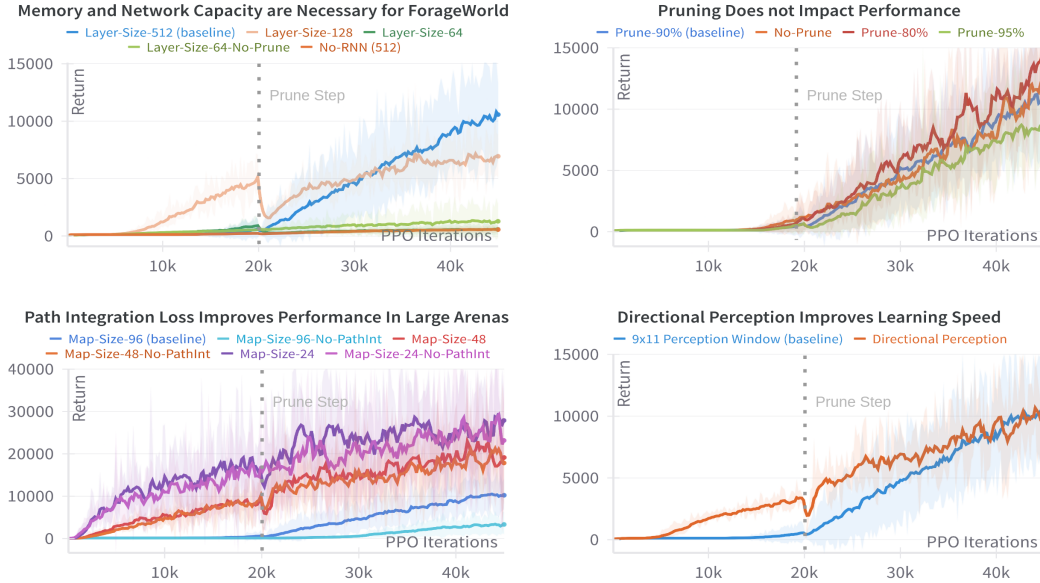 Memory and Network Capacity are Necessary for ForageWorld
Layer-Size-512 (baseline) Layer-Size-128 Layer-Size-64
Layer-Size-64-No-Prune No-RNN (512)
15000
Return
Prune Step
10000
5000
0
PPO Iterations
10k 20k 30k 40k
Pruning Does not Impact Performance
Prune-90% (baseline) No-Prune Prune-80% Prune-95%
15000
Return
Prune Step
10000
5000
0
PPO Iterations
10k 20k 30k 40k
Path Integration Loss Improves Performance In Large Arenas
Map-Size-96 (baseline) Map-Size-96-No-PathInt Map-Size-48
Map-Size-48-No-PathInt Map-Size-24 Map-Size-24-No-PathInt
40000
Return
Prune Step
30000
20000
10000
0
PPO Iterations
10k 20k 30k 40k
Directional Perception Improves Learning Speed
9x11 Perception Window (baseline) Directional Perception
15000
Return
Prune Step
10000
5000
0
PPO Iterations
10k 20k 30k 40k